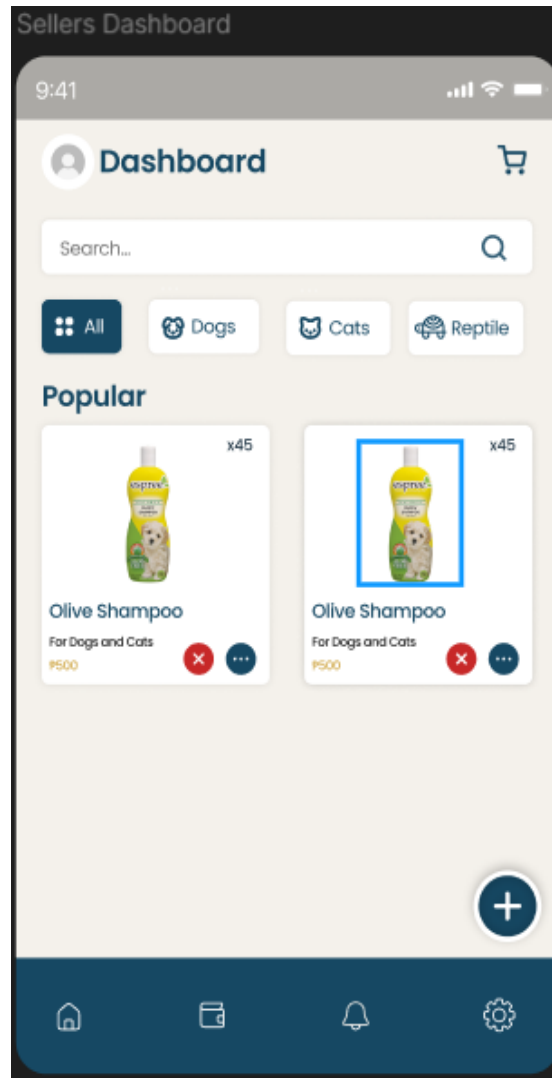 Sellers Dashboard
9:41
Dashboard
Search...
All
Dogs
Cats
Reptile
Popular
x45
Olive Shampoo
For Dogs and Cats
₱500
x45
Olive Shampoo
For Dogs and Cats
₱500